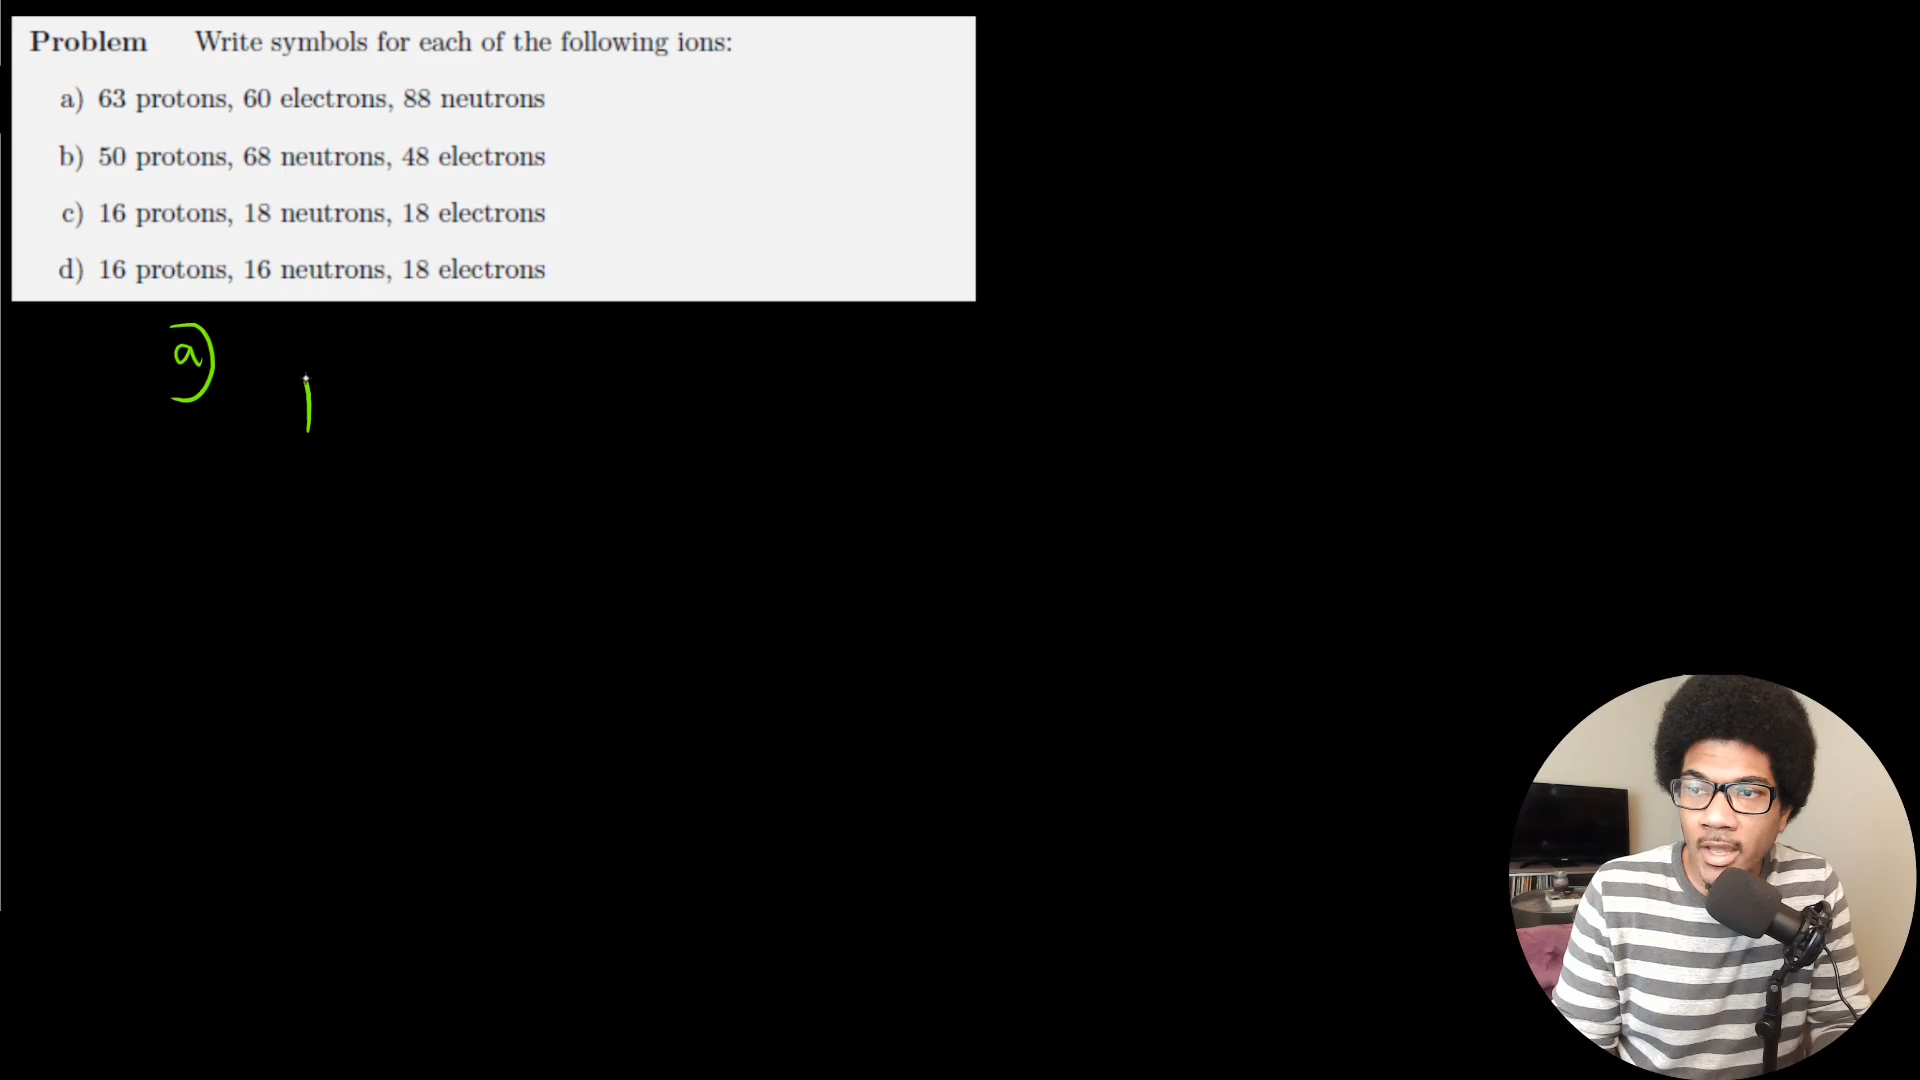 Problem Write symbols for each of the following ions:
a) 63 protons, 60 electrons, 88 neutrons
b) 50 protons, 68 neutrons, 48 electrons
c) 16 protons, 18 neutrons, 18 electrons
d) 16 protons, 16 neutrons, 18 electrons
a)